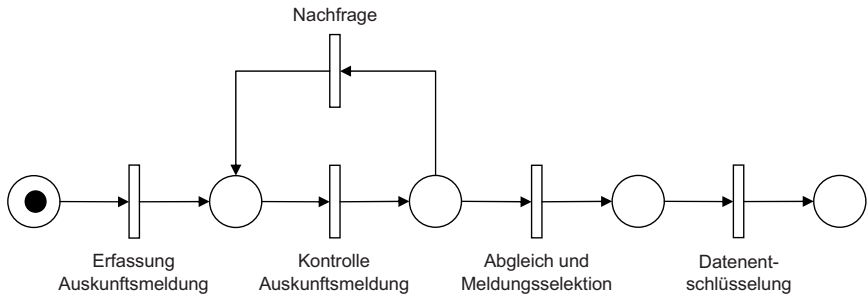 Nachfrage
Erfassung
Auskunftsmeldung
Kontrolle
Auskunftsmeldung
Abgleich und
Meldungsselektion
Datenent-
schlüsselung